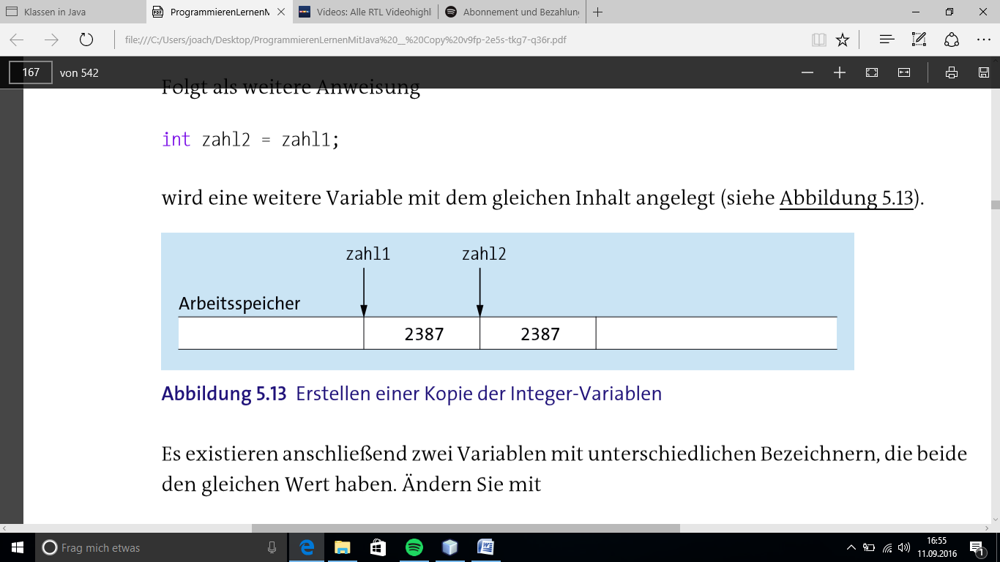 Klassen in Java
PDF ProgrammierenLernenM
Videos: Alle RTL Videohighl
Abonnement und Bezahlung
file:///C:/Users/joach/Desktop/ProgrammierenLernenMitJava%20__%20Copy%20v9fp-2e5s-tkg7-q36r.pdf
167 von 542
Folgt als weitere Anweisung
int zahl2 = zahl1;
wird eine weitere Variable mit dem gleichen Inhalt angelegt (siehe Abbildung 5.13).
zahl1 zahl2
Arbeitsspeicher
2387 2387
Abbildung 5.13 Erstellen einer Kopie der Integer-Variablen
Es existieren anschließend zwei Variablen mit unterschiedlichen Bezeichnern, die beide
den gleichen Wert haben. Ändern Sie mit
Frag mich etwas
16:55
11.09.2016
1